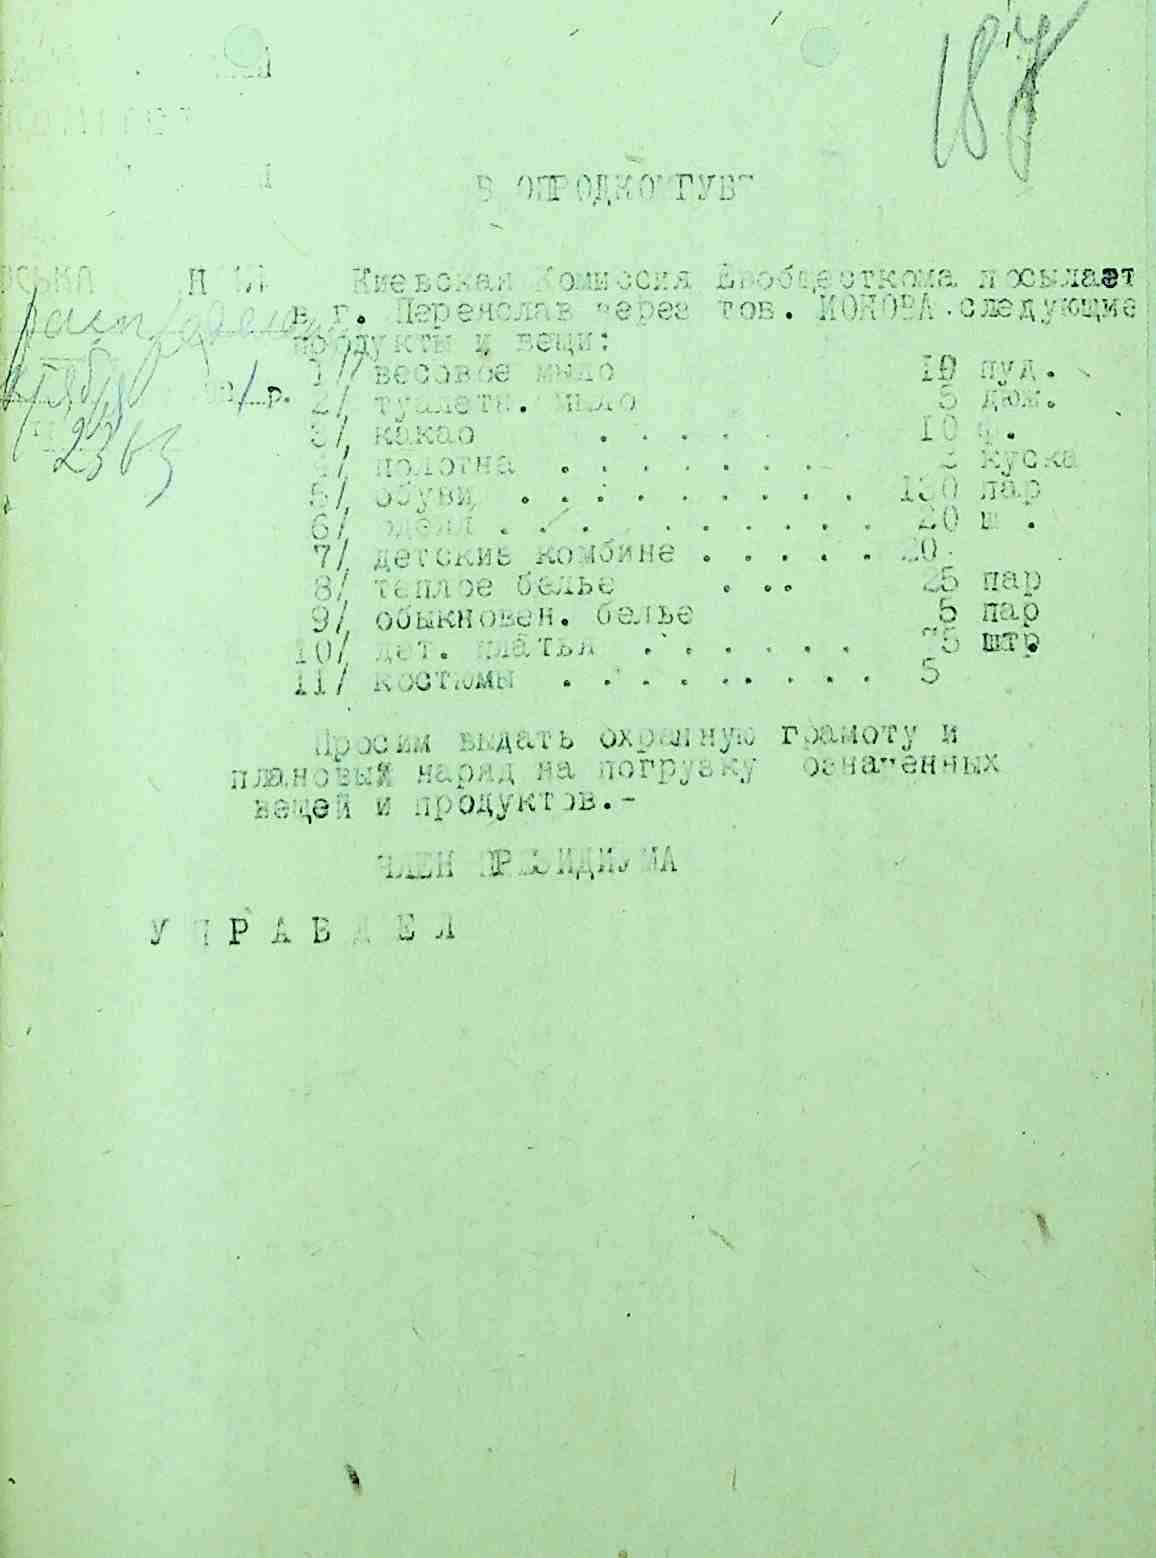 187
В ОПРОДКОМГУБ
Киевская Комиссия Евобщесткома посылает
в г. Переяслав через тов. следующие
продукты и вещи:
1/ весовое мыло 10 пуд.
2/ туалетн. мыло 5 дюж.
3/ какао . . . . . . 10 ф.
4/ полотна . . . . . . . куска
5/ обуви . . . . . . . . . 130 пар
6/ одеял . . . . . . . . . 20 ш .
7/ детские комбине . . . . . 20
8/ теплое белье . . . 25 пар
9/ обыкновен. белье 5 пар
10/ дет. платья . . . . . . 75 штр
11/ костюмы . . . . . . . . . 5
Просим выдать охранную грамоту и
плановый наряд на погрузку означенных
вещей и продуктов.-
ЧЛЕН ПРЕЗИДИУМА
У П Р А В Д Е Л
2363